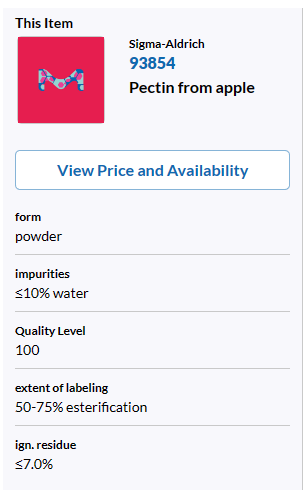 This Item
Sigma-Aldrich
93854
Pectin from apple
View Price and Availability
form
powder
impurities
≤10% water
Quality Level
100
extent of labeling
50-75% esterification
ign. residue
≤7.0%